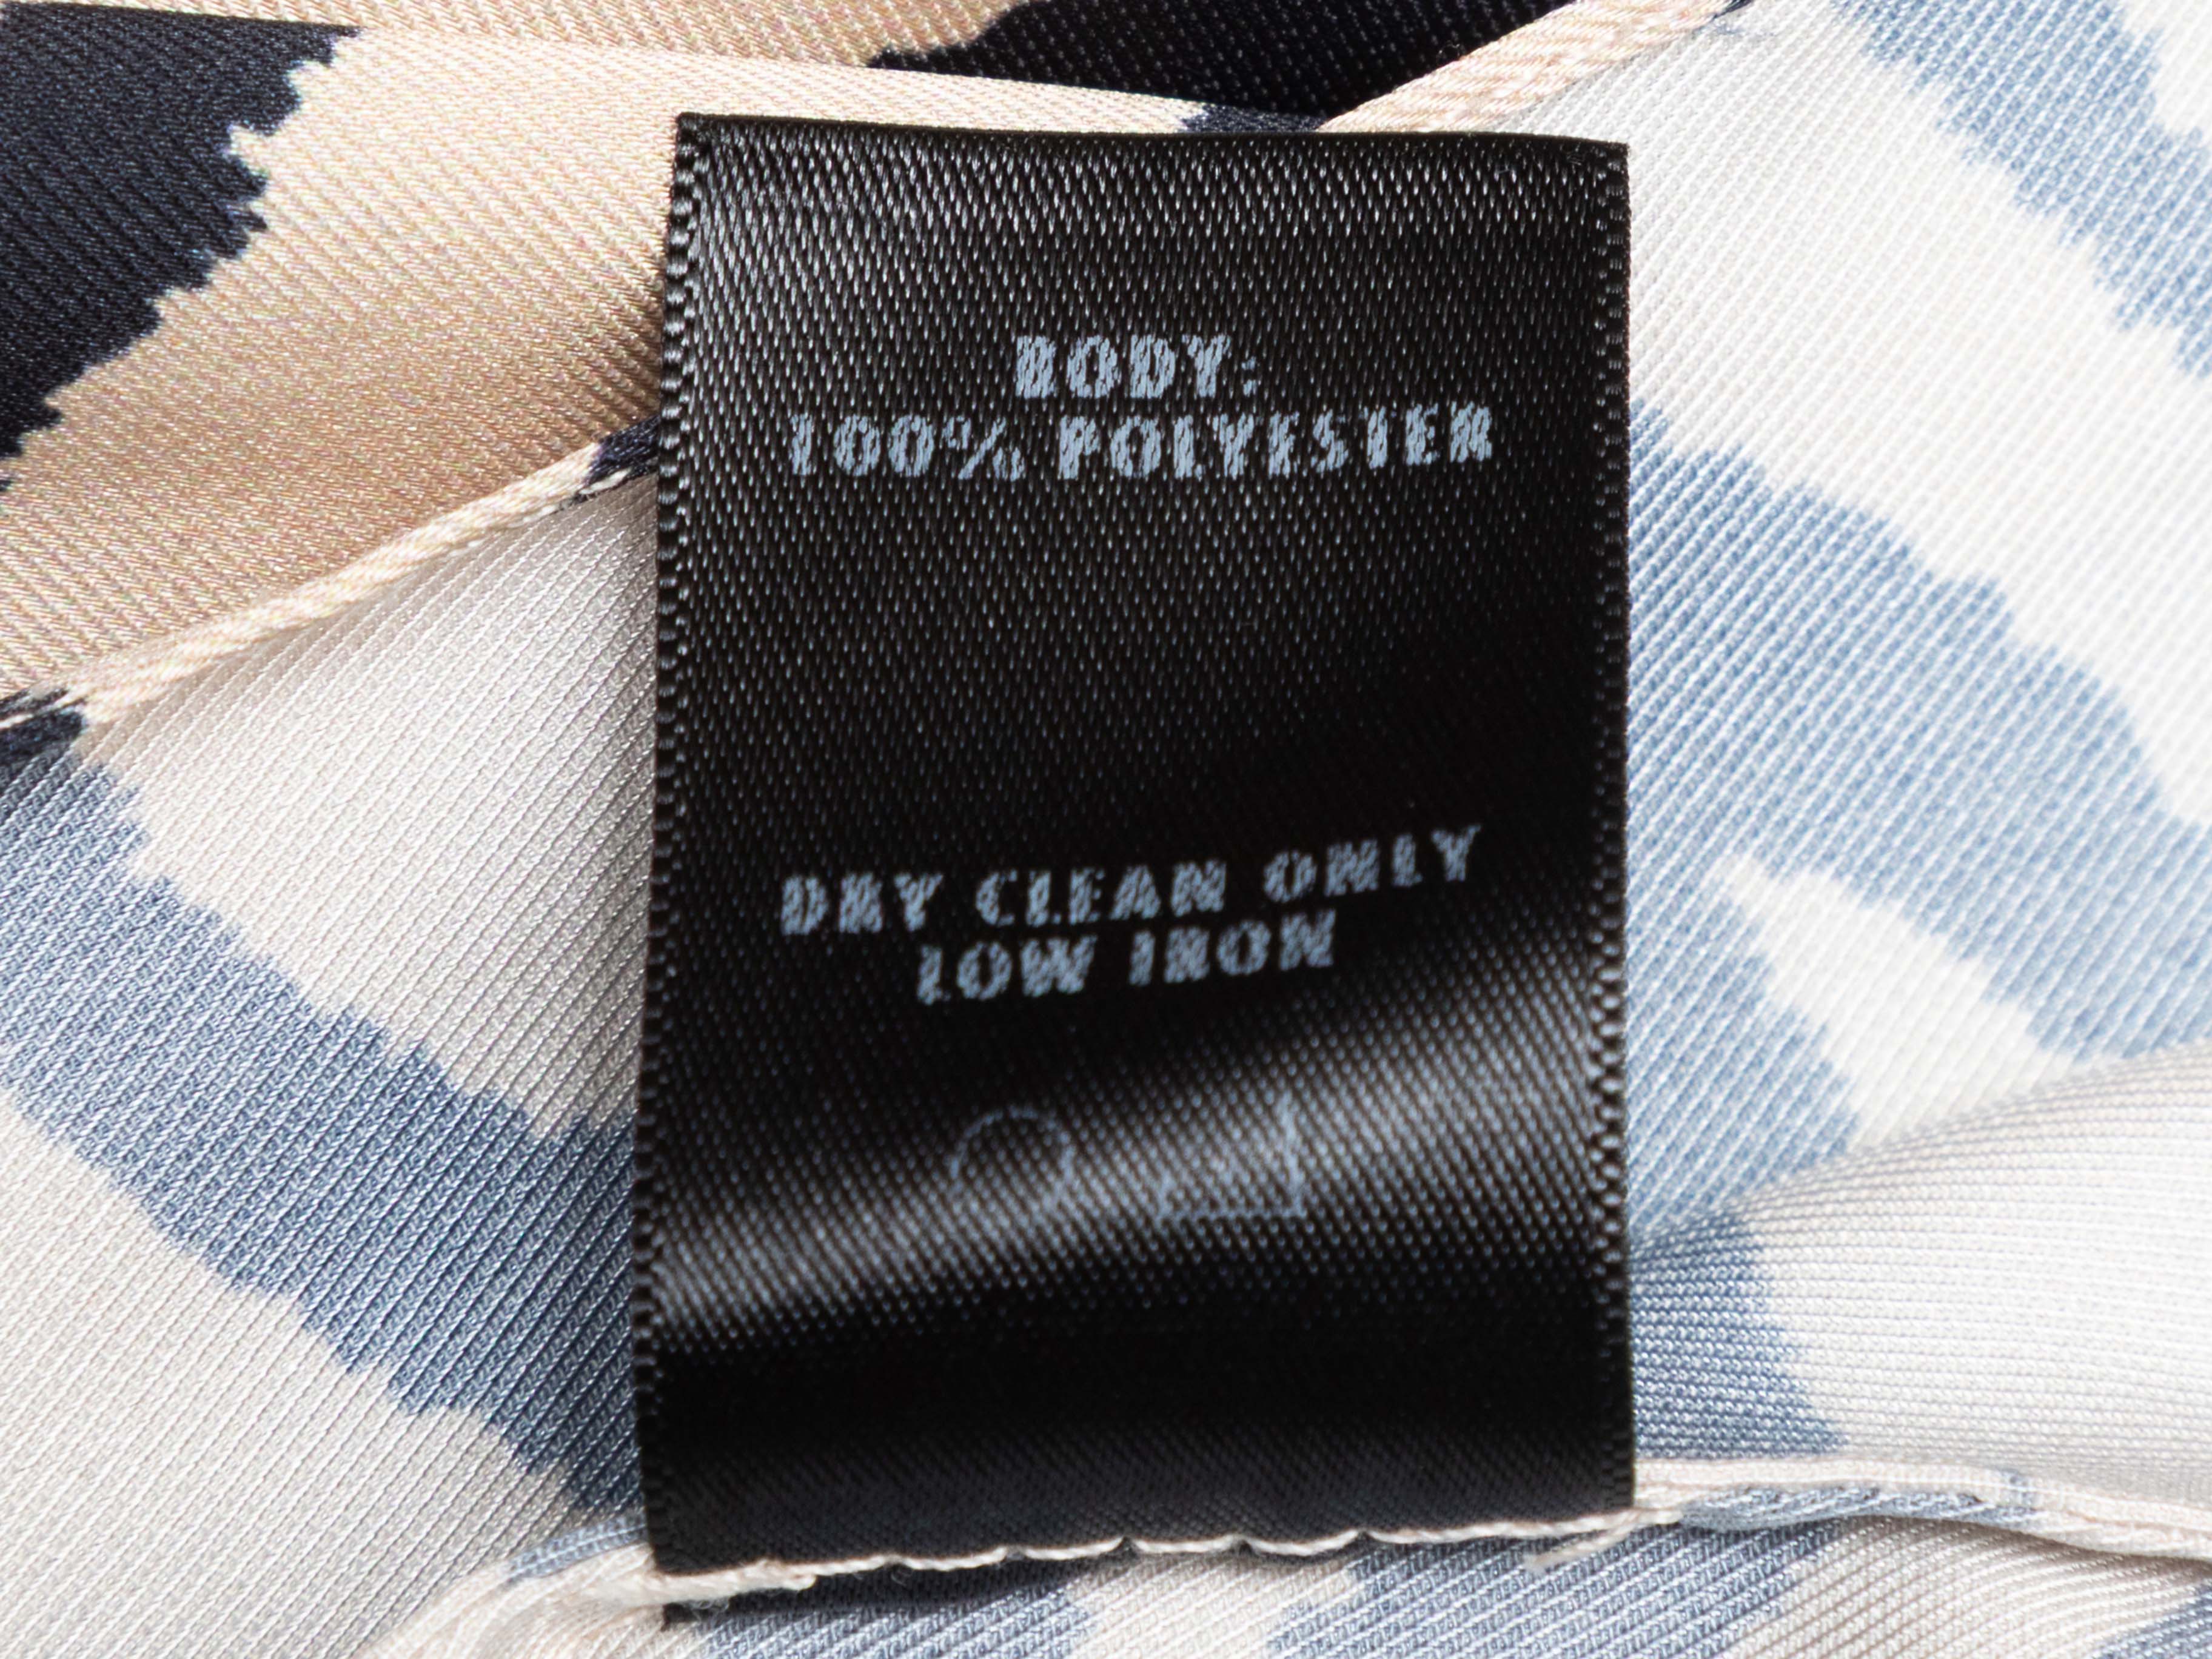 BODY:
100% POLYESTER
DRY CLEAN ONLY
LOW IRON